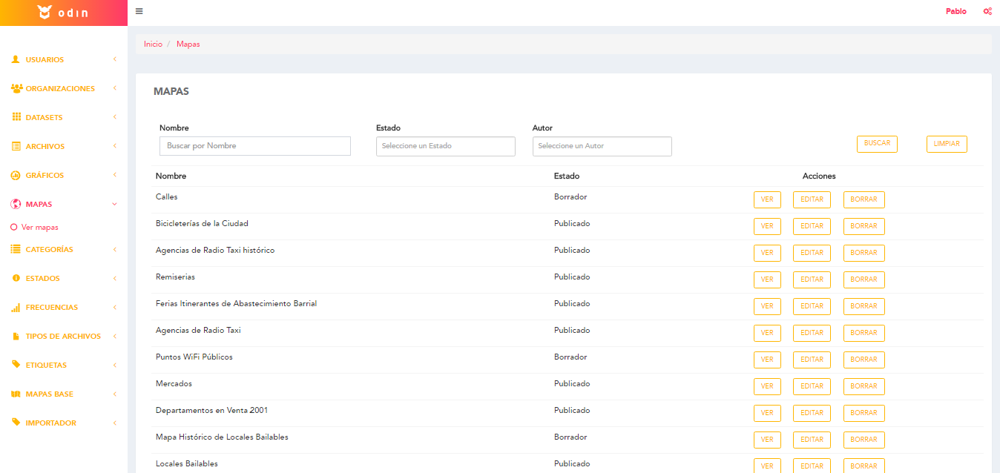 odin
Pablo
Inicio / Mapas
USUARIOS
ORGANIZACIONES
DATASETS
ARCHIVOS
GRÁFICOS
MAPAS
Ver mapas
CATEGORÍAS
ESTADOS
FRECUENCIAS
TIPOS DE ARCHIVOS
ETIQUETAS
MAPAS BASE
IMPORTADOR
MAPAS
Nombre Estado Autor
Buscar por Nombre Seleccione un Estado Seleccione un Autor BUSCAR LIMPIAR
Nombre Estado Acciones
Calles Borrador VER EDITAR BORRAR
Bicicleterías de la Ciudad Publicado VER EDITAR BORRAR
Agencias de Radio Taxi histórico Publicado VER EDITAR BORRAR
Remiserias Publicado VER EDITAR BORRAR
Ferias Itinerantes de Abastecimiento Barrial Publicado VER EDITAR BORRAR
Agencias de Radio Taxi Publicado VER EDITAR BORRAR
Puntos WiFi Públicos Borrador VER EDITAR BORRAR
Mercados Publicado VER EDITAR BORRAR
Departamentos en Venta 2001 Publicado VER EDITAR BORRAR
Mapa Histórico de Locales Bailables Borrador VER EDITAR BORRAR
Locales Bailables Publicado VER EDITAR BORRAR